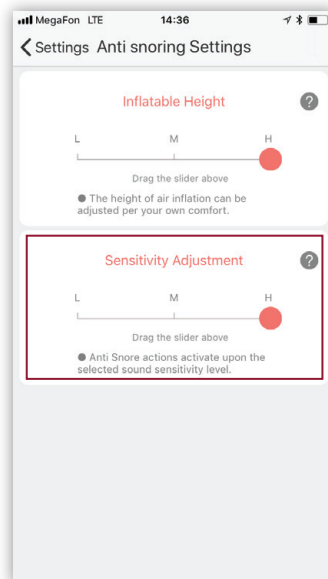 MegaFon LTE 14:36
Settings Anti snoring Settings
Inflatable Height ?
L M H
Drag the slider above
● The height of air inflation can be
adjusted per your own comfort.
Sensitivity Adjustment ?
L M H
Drag the slider above
● Anti Snore actions activate upon the
selected sound sensitivity level.